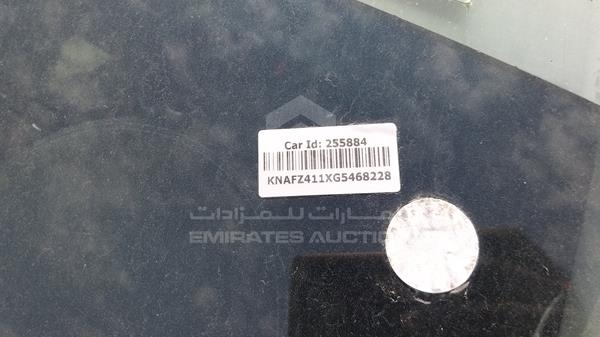 Car Id: 255884
KNAFZ411XG5468228
الإمارات للمزادات
EMIRATES AUCTION